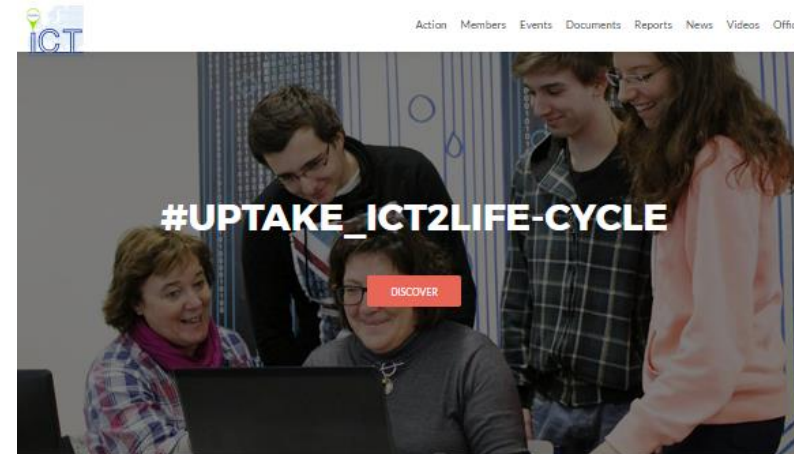 ICT
Action Members Events Documents Reports News Videos
#UPTAKE_ICT2LIFE-CYCLE
DISCOVER